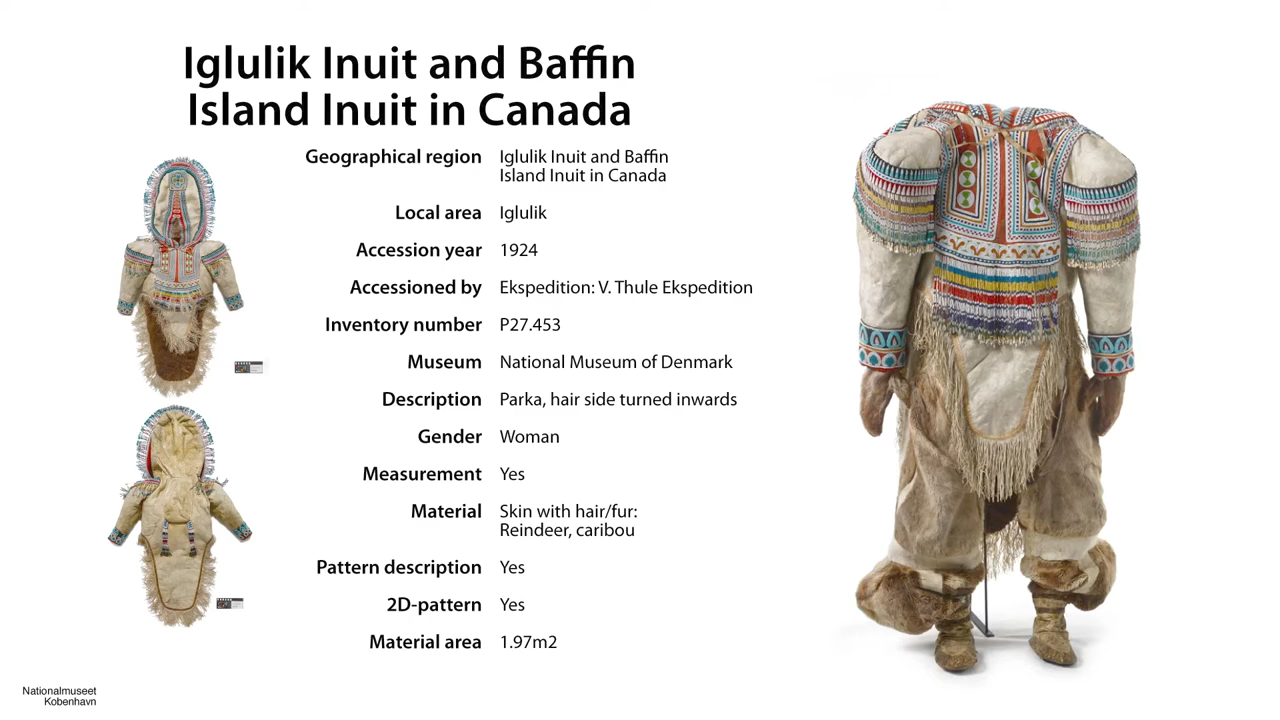 Iglulik Inuit and Baffin
Island Inuit in Canada
Geographical region Iglulik Inuit and Baffin
Island Inuit in Canada
Local area Iglulik
Accession year 1924
Accessioned by Ekspedition: V. Thule Ekspedition
Inventory number P27.453
Museum National Museum of Denmark
Description Parka, hair side turned inwards
Gender Woman
Measurement Yes
Material Skin with hair/fur:
Reindeer, caribou
Pattern description Yes
2D-pattern Yes
Material area 1.97m2
Nationalmuseet
Kobenhavn